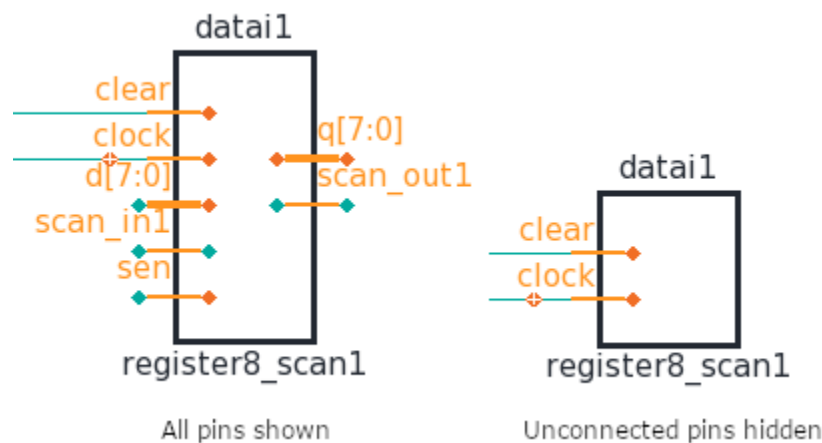 datai1
clear
clock
d[7:0]
scan_in1
sen
q[7:0]
scan_out1
register8_scan1
All pins shown
datai1
clear
clock
register8_scan1
Unconnected pins hidden